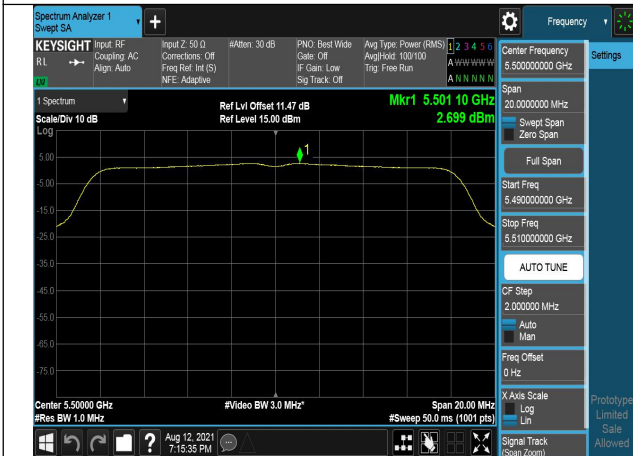 Spectrum Analyzer 1
Swept SA
+
Frequency
KEYSIGHT
RL
LXI
Input: RF
Coupling: AC
Align: Auto
Input Z: 50 Ω
Corrections: Off
Freq Ref: Int (S)
NFE: Adaptive
#Atten: 30 dB
PNO: Best Wide
Gate: Off
IF Gain: Low
Sig Track: Off
Avg Type: Power (RMS)
Avg|Hold: 100/100
Trig: Free Run
1 2 3 4 5 6
A W W W W W
A N N N N N
1 Spectrum
Scale/Div 10 dB
Log
Ref Lvl Offset 11.47 dB
Ref Level 15.00 dBm
Mkr1 5.501 10 GHz
2.699 dBm
1
5.00
-5.00
-15.0
-25.0
-35.0
-45.0
-55.0
-65.0
-75.0
Center 5.50000 GHz
#Res BW 1.0 MHz
#Video BW 3.0 MHz*
Span 20.00 MHz
#Sweep 50.0 ms (1001 pts)
Aug 12, 2021
7:15:35 PM
?
Center Frequency
5.500000000 GHz
Span
20.0000000 MHz
Swept Span
Zero Span
Full Span
Start Freq
5.490000000 GHz
Stop Freq
5.510000000 GHz
AUTO TUNE
CF Step
2.000000 MHz
Auto
Man
Freq Offset
0 Hz
X Axis Scale
Log
Lin
Signal Track
(Span Zoom)
Settings
Prototype
Limited
Sale
Allowed